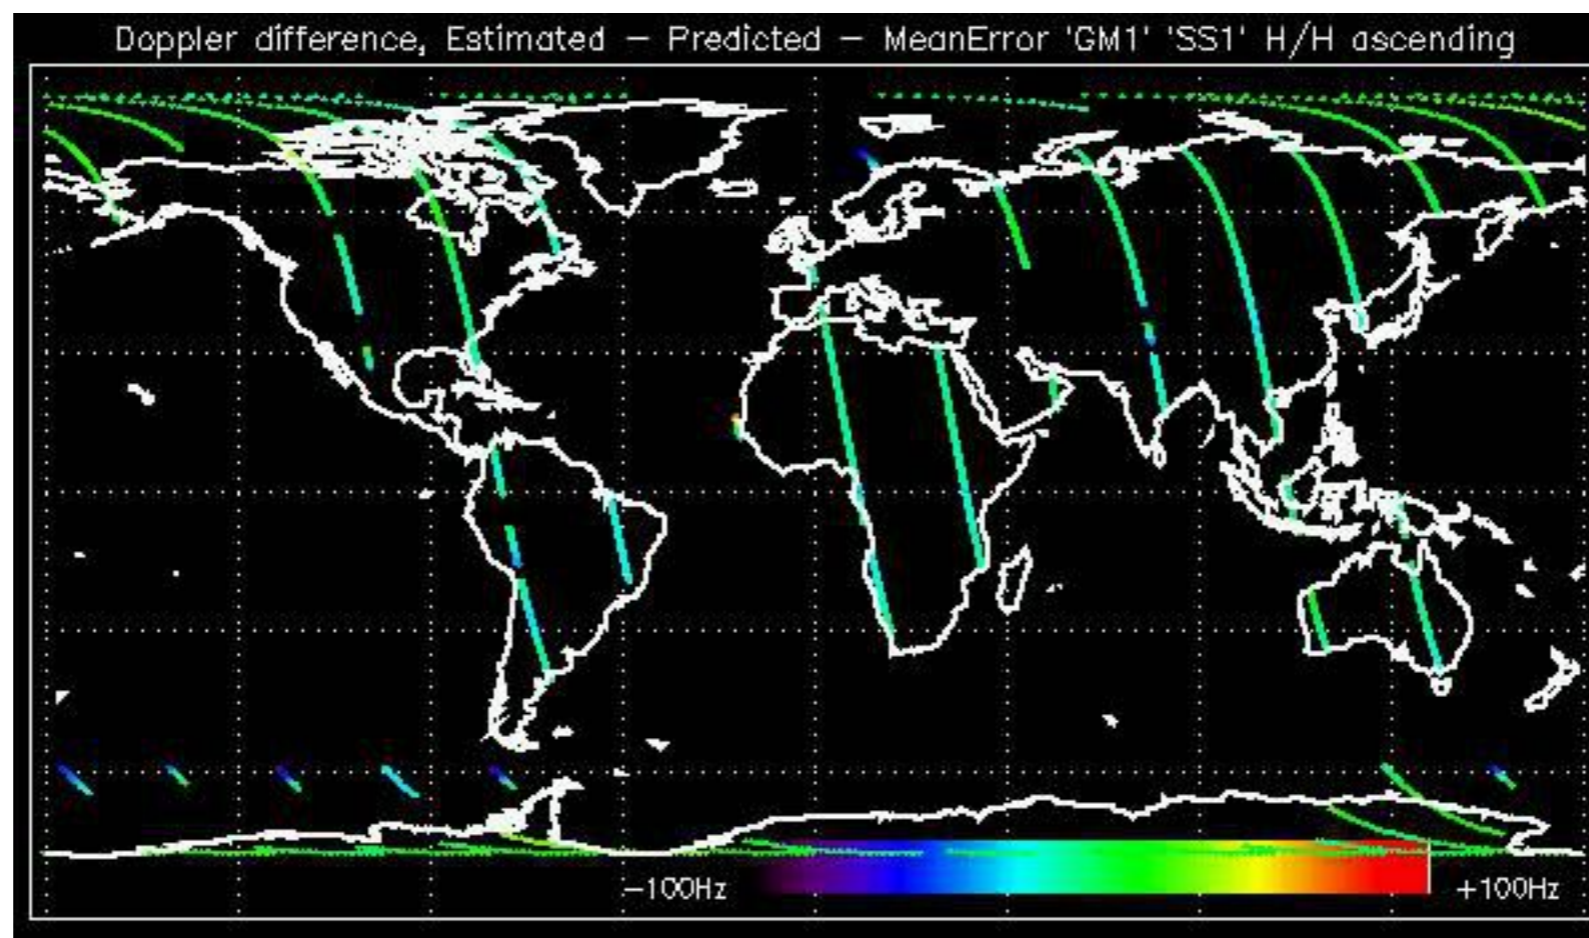 Doppler difference, Estimated – Predicted – MeanError 'GM1' 'SS1' H/H ascending
-100Hz +100Hz